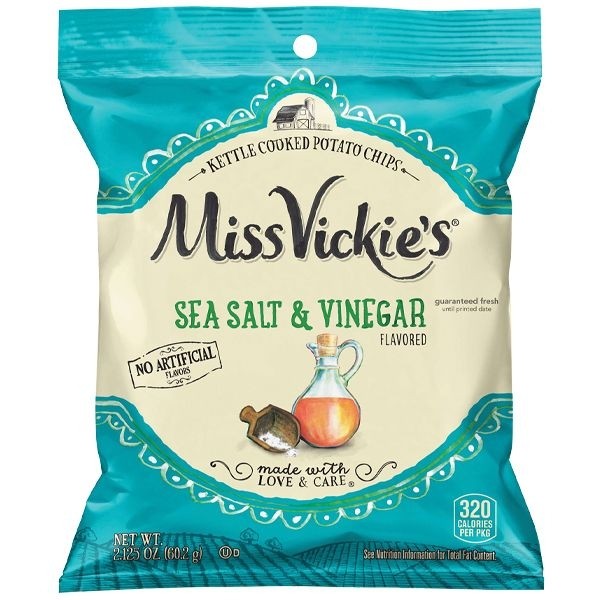 KETTLE COOKED POTATO CHIPS
Miss Vickie's®
SEA SALT & VINEGAR
FLAVORED
guaranteed fresh
until printed date
NO ARTIFICIAL
FLAVORS
made with
LOVE & CARE®
320
CALORIES
PER PKG
NET WT.
2.125 OZ. (60.2 g) U D
See Nutrition Information for Total Fat Content.